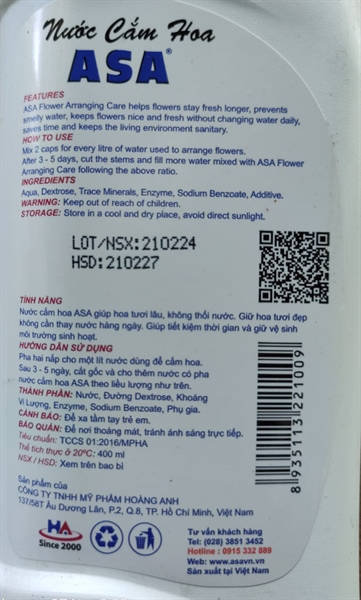 Nước Cắm Hoa
ASA®
FEATURES
ASA Flower Arranging Care helps flowers stay fresh longer, prevents
smelly water, keeps flowers nice and fresh without changing water daily,
saves time and keeps the living environment sanitary.
HOW TO USE
Mix 2 caps for every litre of water used to arrange flowers.
After 3 - 5 days, cut the stems and fill more water mixed with ASA Flower
Arranging Care following the above ratio.
INGREDIENTS
Aqua, Dextrose, Trace Minerals, Enzyme, Sodium Benzoate, Additive.
WARNING: Keep out of reach of children.
STORAGE: Store in a cool and dry place, avoid direct sunlight.
LOT/NSX:210224
HSD:210227
TÍNH NĂNG
Nước cắm hoa ASA giúp hoa tươi lâu, không thối nước. Giữ hoa tươi đẹp
không cần thay nước hàng ngày. Giúp tiết kiệm thời gian và giữ vệ sinh
môi trường sinh hoạt.
HƯỚNG DẪN SỬ DỤNG
Pha hai nắp cho một lít nước dùng để cắm hoa.
Sau 3 - 5 ngày, cắt gốc và cho thêm nước có pha
nước cắm hoa ASA theo liều lượng như trên.
THÀNH PHẦN: Nước, Đường Dextrose, Khoáng
Vi Lượng, Enzyme, Sodium Benzoate, Phụ gia.
CẢNH BÁO: Để xa tầm tay trẻ em.
BẢO QUẢN: Để nơi thoáng mát, tránh ánh sáng trực tiếp.
Tiêu chuẩn: TCCS 01:2016/MPHA
Thể tích thực ở 20°C: 400 ml
NSX / HSD: Xem trên bao bì
8935113221009
Sản phẩm của
CÔNG TY TNHH MỸ PHẨM HOÀNG ANH
137/58T Âu Dương Lân, P.2, Q.8, TP. Hồ Chí Minh, Việt Nam
HA
Since 2000
Tư vấn khách hàng
Tel: (028) 3851 3452
Hotline : 0915 332 889
Web: www.asavn.vn
Sản xuất tại Việt Nam